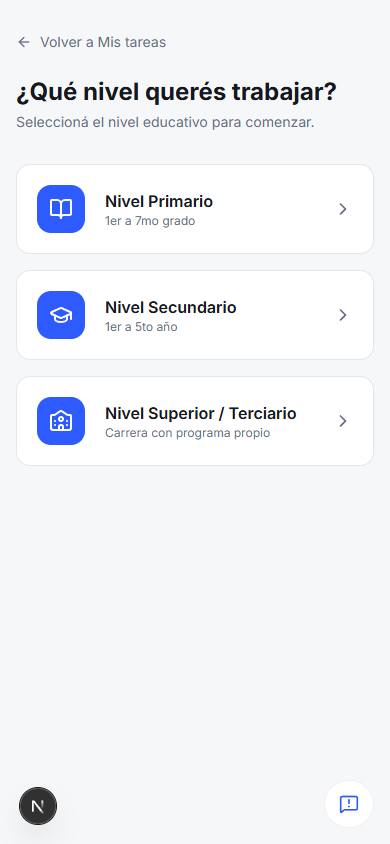 Volver a Mis tareas
¿Qué nivel querés trabajar?
Seleccioná el nivel educativo para comenzar.
Nivel Primario
1er a 7mo grado
Nivel Secundario
1er a 5to año
Nivel Superior / Terciario
Carrera con programa propio
N